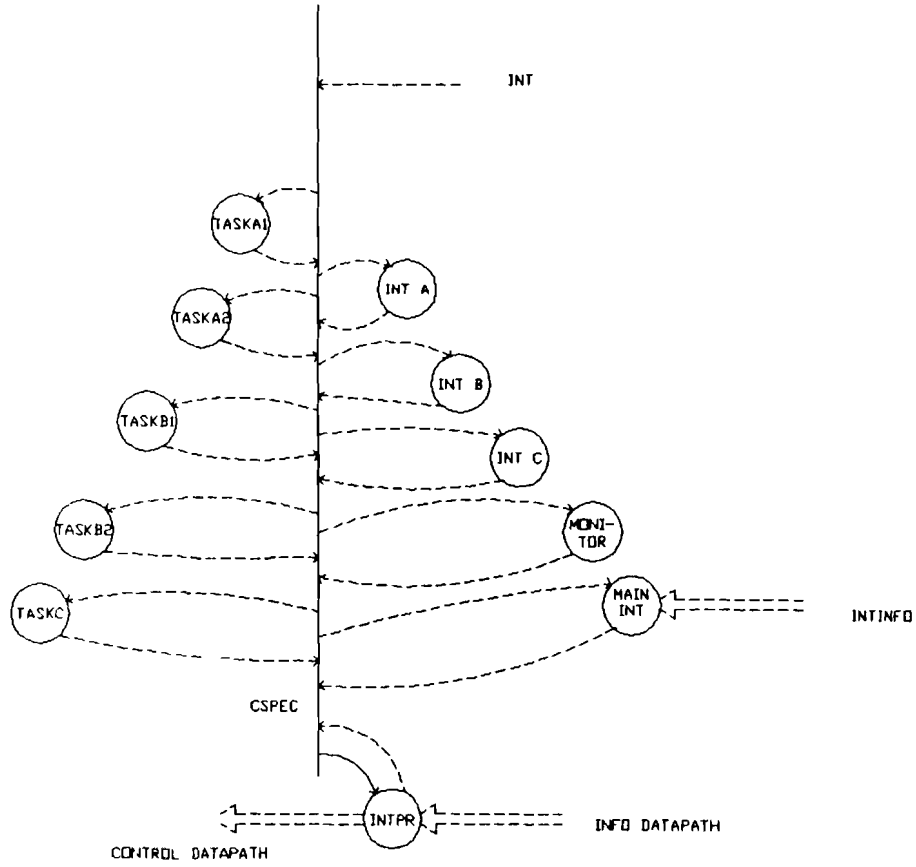 INT
TASKA1
INT A
TASKA2
INT B
TASKB1
INT C
TASKB2
MONI-
TOR
MAIN
INT
TASKC
INTINFO
CSPEC
INTPR
INFO DATAPATH
CONTROL DATAPATH